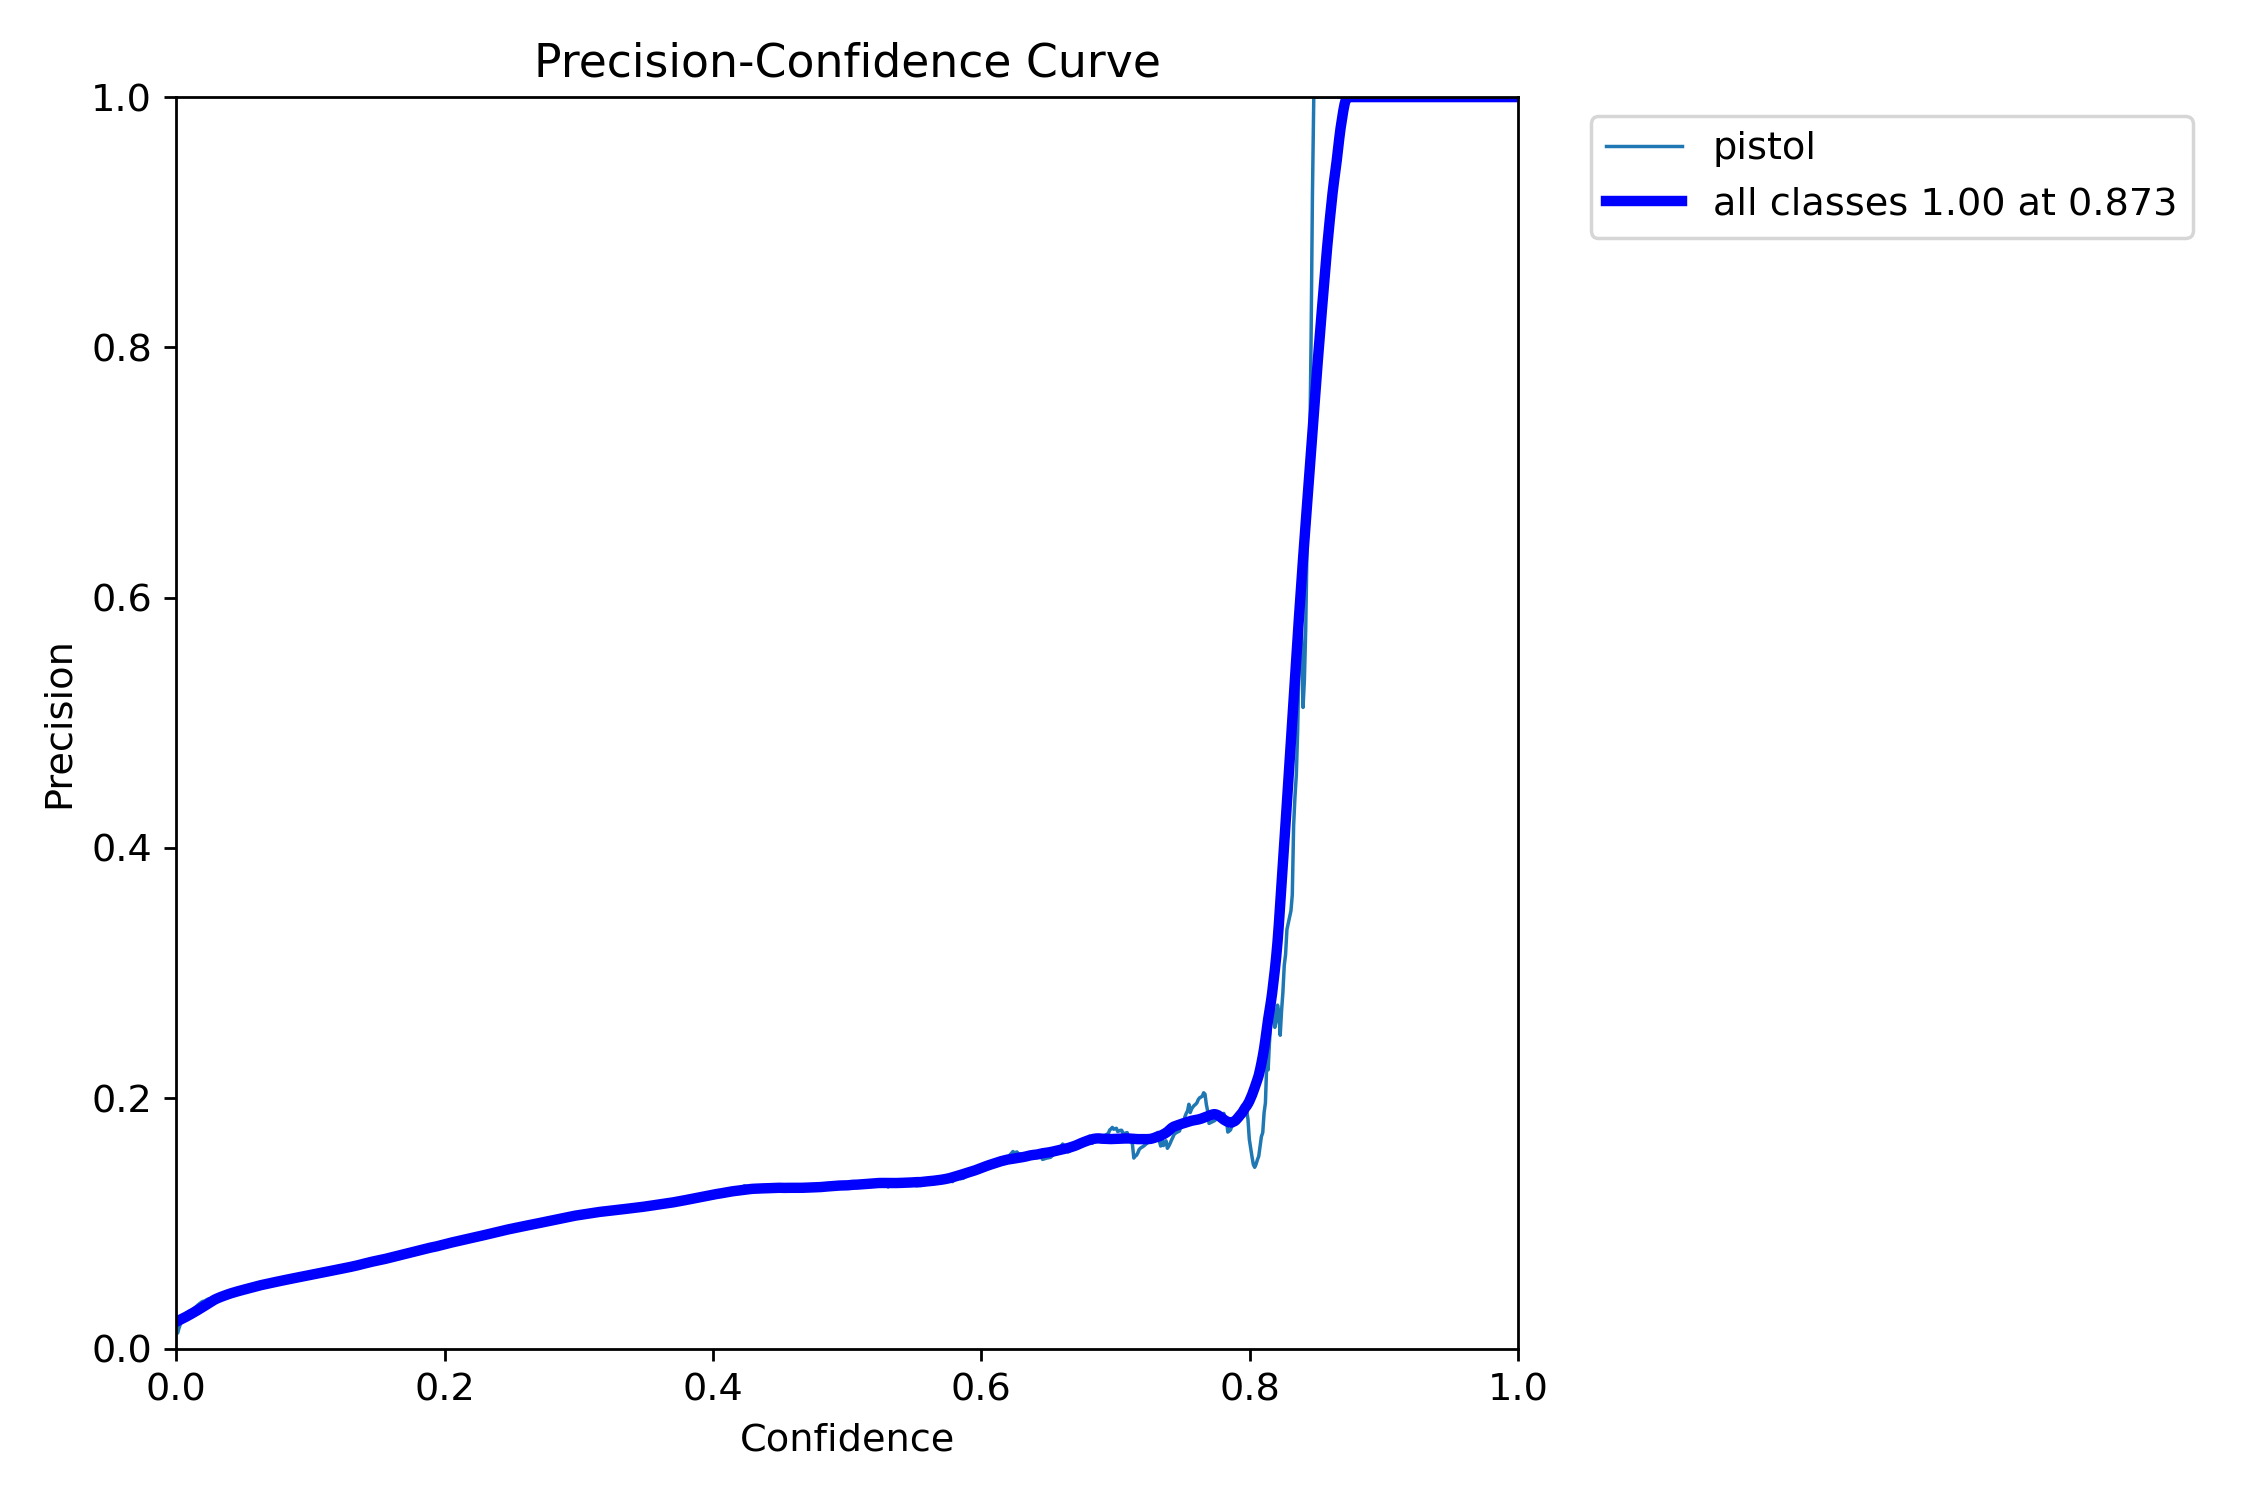 Precision-Confidence Curve
1.0
0.8
0.6
0.4
0.2
0.0
Precision
0.0 0.2 0.4 0.6 0.8 1.0
Confidence
pistol
all classes 1.00 at 0.873